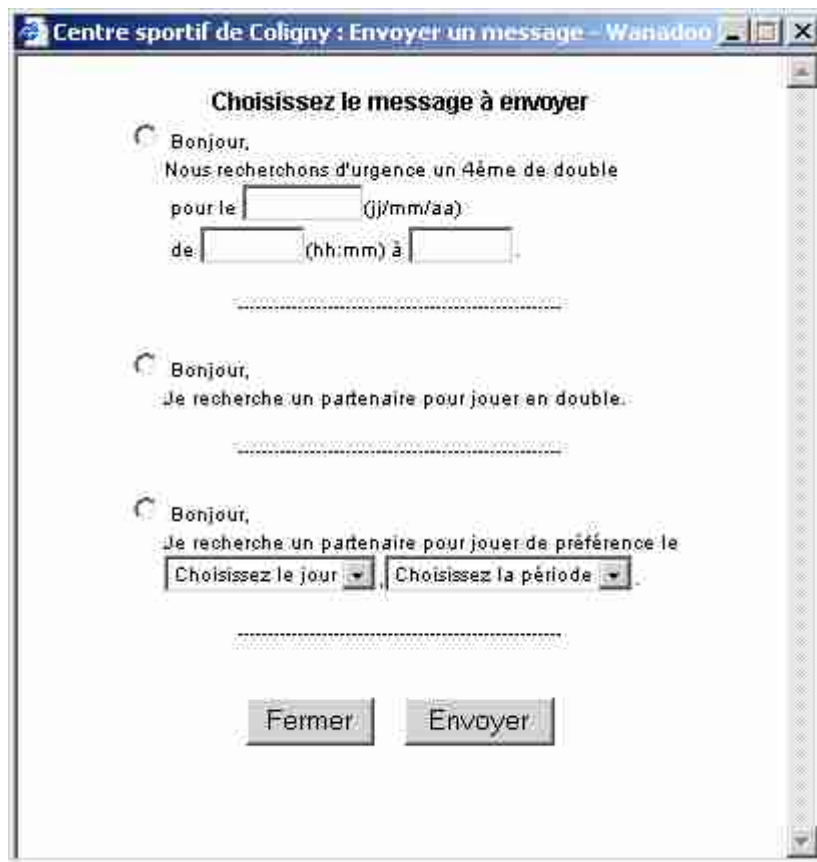 Centre sportif de Coligny : Envoyer un message - Wanadoo
Choisissez le message à envoyer
Bonjour,
Nous recherchons d'urgence un 4ème de double
pour le (jj/mm/aa)
de (hh:mm) à .
Bonjour,
Je recherche un partenaire pour jouer en double.
Bonjour,
Je recherche un partenaire pour jouer de préférence le
Choisissez le jour , Choisissez la période .
Fermer Envoyer